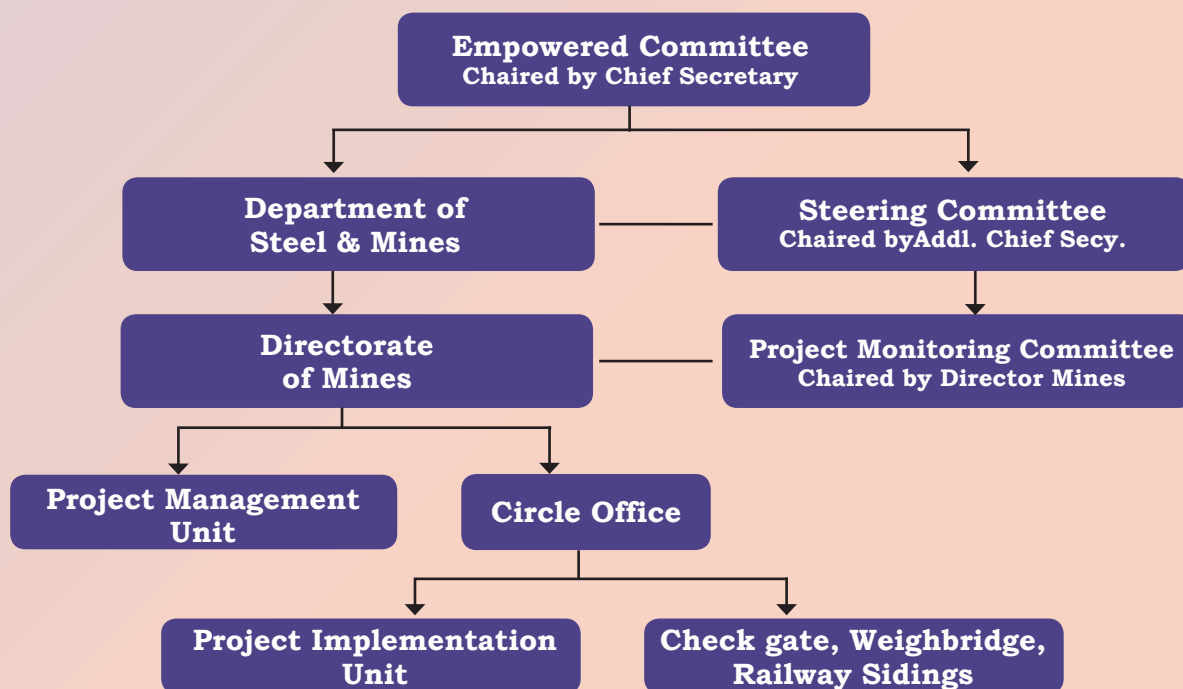 Empowered Committee
Chaired by Chief Secretary
Department of
Steel & Mines
Steering Committee
Chaired byAddl. Chief Secy.
Directorate
of Mines
Project Monitoring Committee
Chaired by Director Mines
Project Management
Unit
Circle Office
Project Implementation
Unit
Check gate, Weighbridge,
Railway Sidings